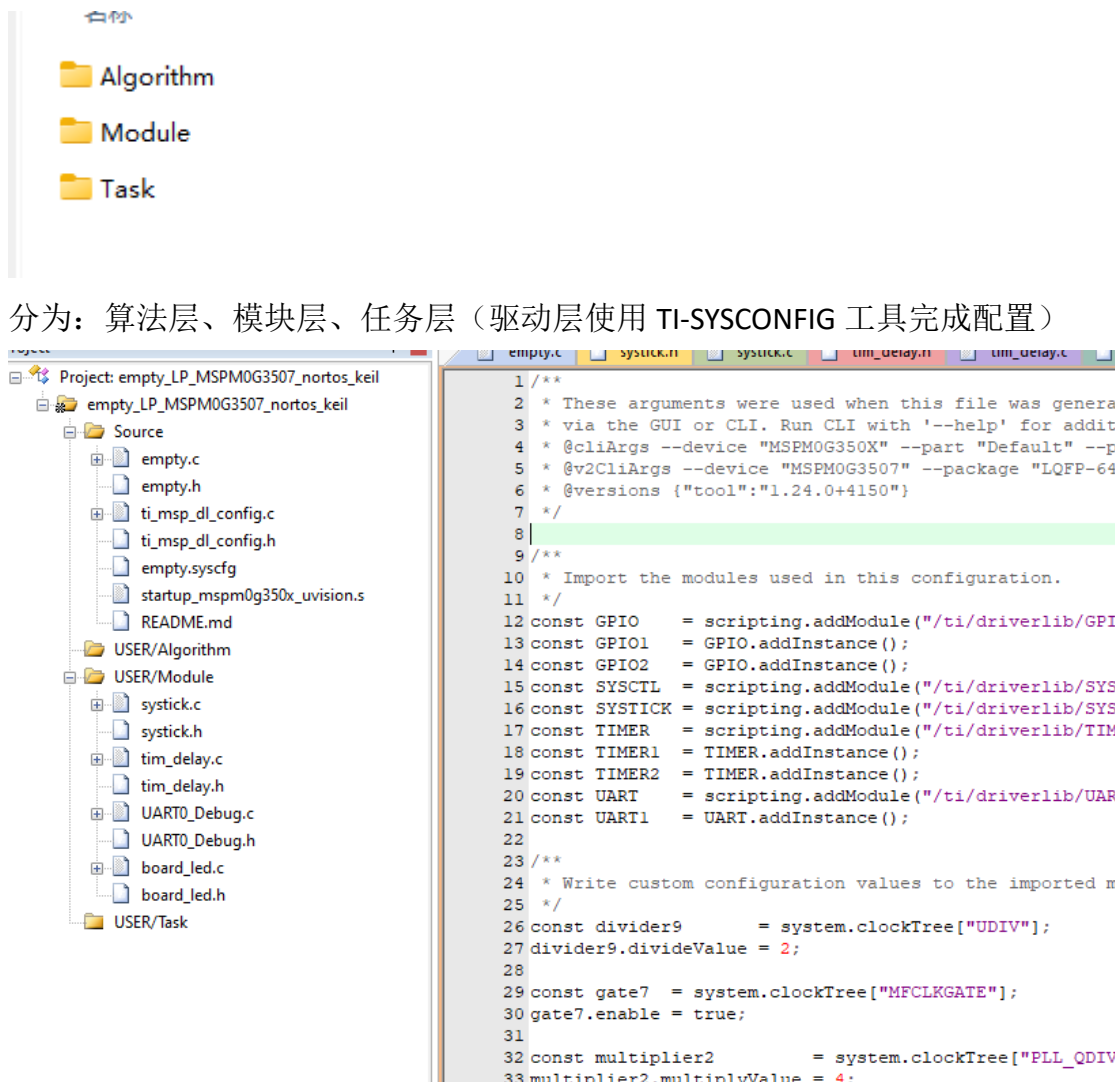 名称
Algorithm
Module
Task
分为：算法层、模块层、任务层（驱动层使用 TI-SYSCONFIG 工具完成配置）
Project: empty_LP_MSPM0G3507_nortos_keil
empty_LP_MSPM0G3507_nortos_keil
Source
empty.c
empty.h
ti_msp_dl_config.c
ti_msp_dl_config.h
empty.syscfg
startup_mspm0g350x_uvision.s
README.md
USER/Algorithm
USER/Module
systick.c
systick.h
tim_delay.c
tim_delay.h
UART0_Debug.c
UART0_Debug.h
board_led.c
board_led.h
USER/Task
empty.c systick.h systick.c tim_delay.h tim_delay.c
1 /**
2 * These arguments were used when this file was genera
3 * via the GUI or CLI. Run CLI with '--help' for addit
4 * @cliArgs --device "MSPM0G350X" --part "Default" --p
5 * @v2CliArgs --device "MSPM0G3507" --package "LQFP-64
6 * @versions {"tool":"1.24.0+4150"}
7 */
8
9 /**
10 * Import the modules used in this configuration.
11 */
12 const GPIO    = scripting.addModule("/ti/driverlib/GPI
13 const GPIO1   = GPIO.addInstance();
14 const GPIO2   = GPIO.addInstance();
15 const SYSCTL  = scripting.addModule("/ti/driverlib/SYS
16 const SYSTICK = scripting.addModule("/ti/driverlib/SYS
17 const TIMER   = scripting.addModule("/ti/driverlib/TIM
18 const TIMER1  = TIMER.addInstance();
19 const TIMER2  = TIMER.addInstance();
20 const UART    = scripting.addModule("/ti/driverlib/UAR
21 const UART1   = UART.addInstance();
22
23 /**
24 * Write custom configuration values to the imported m
25 */
26 const divider9       = system.clockTree["UDIV"];
27 divider9.divideValue = 2;
28
29 const gate7  = system.clockTree["MFCLKGATE"];
30 gate7.enable = true;
31
32 const multiplier2         = system.clockTree["PLL_QDIV
33 multiplier2.multiplyValue = 4;